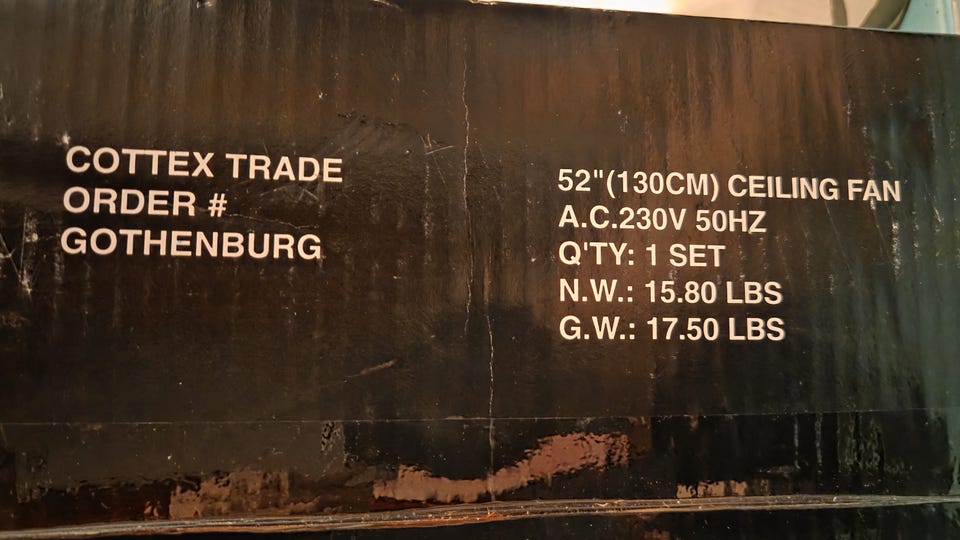 COTTEX TRADE
ORDER #
GOTHENBURG
52"(130CM) CEILING FAN
A.C.230V 50HZ
Q'TY: 1 SET
N.W.: 15.80 LBS
G.W.: 17.50 LBS